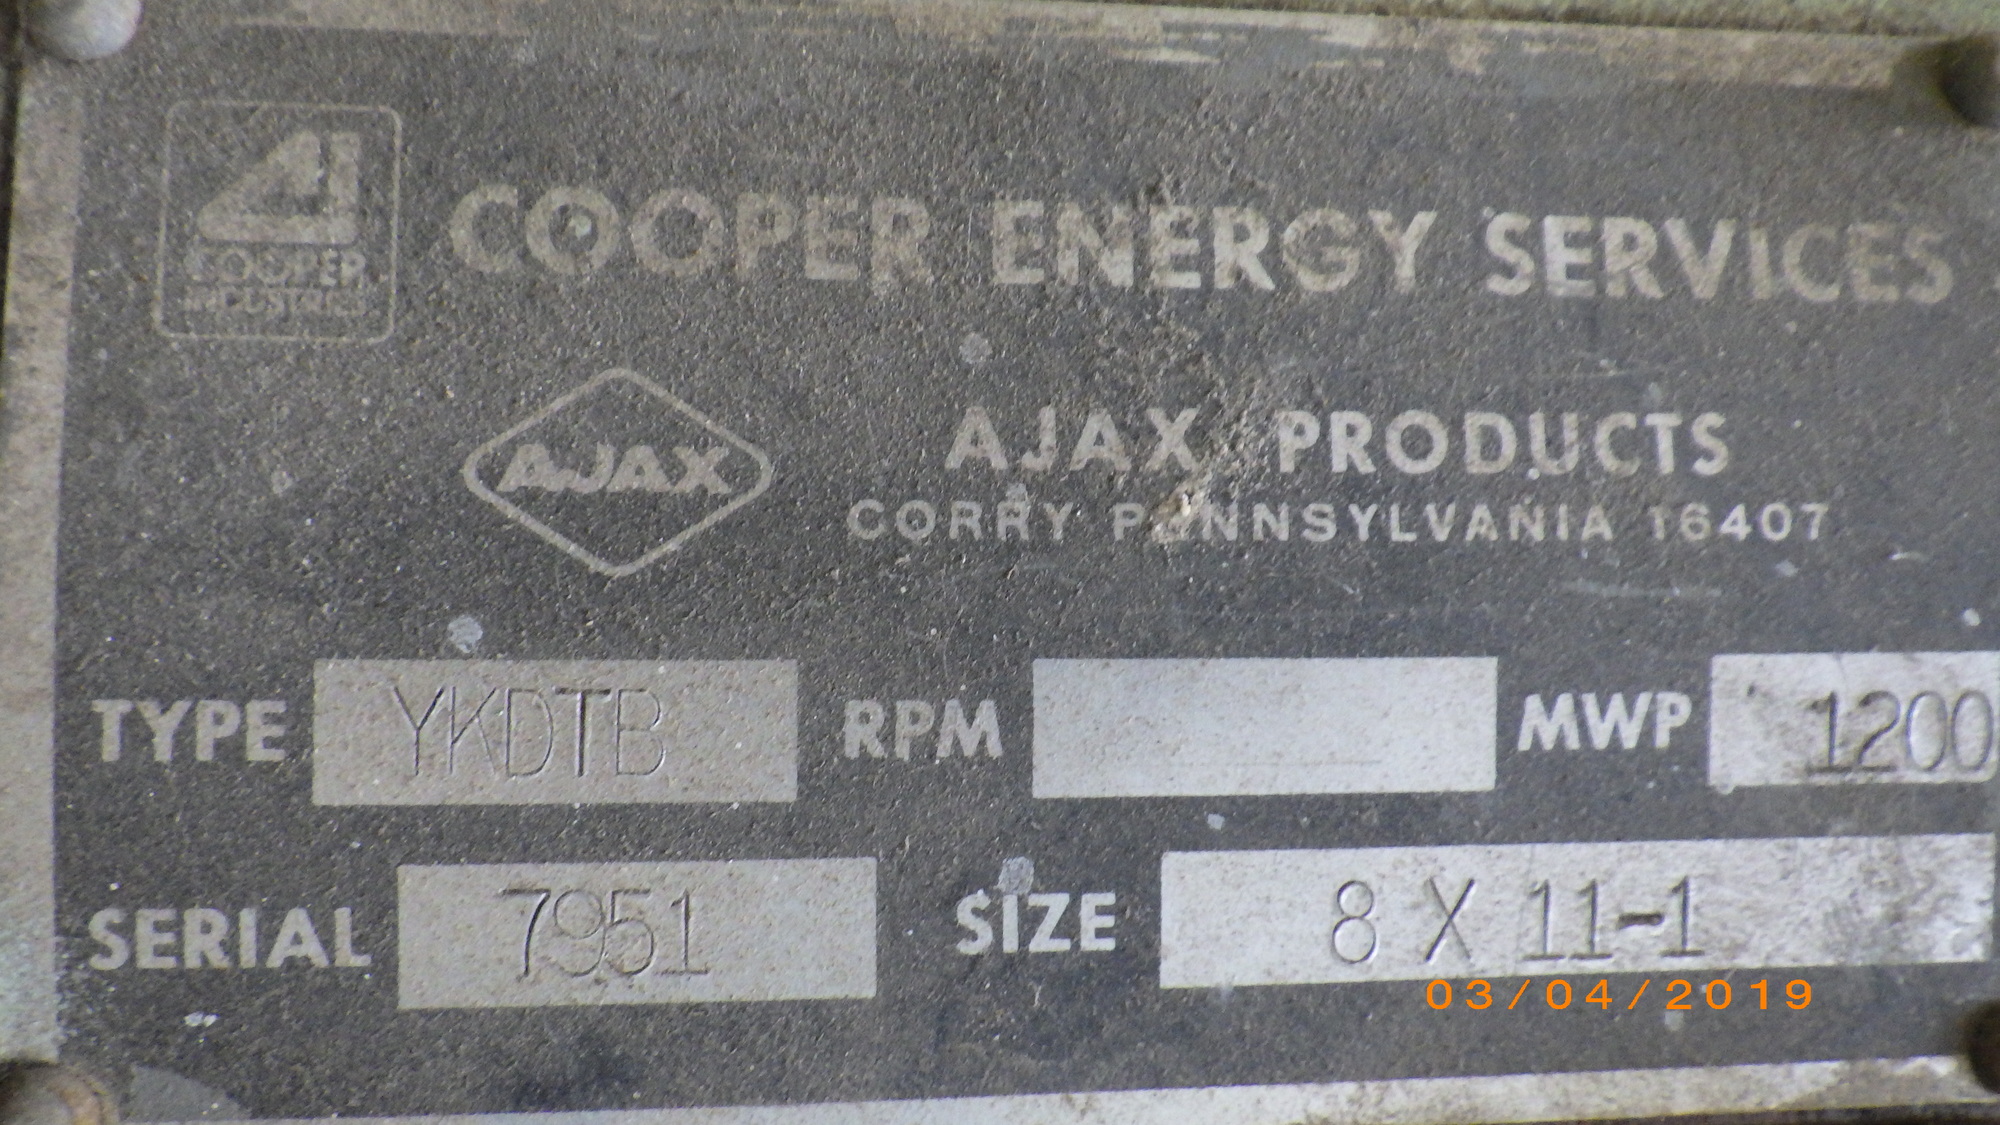 COOPER
INDUSTRIES
COOPER ENERGY SERVICES
AJAX
AJAX PRODUCTS
CORRY PENNSYLVANIA 16407
TYPE YKDTB RPM MWP 1200
SERIAL 7951 SIZE 8 X 11-1
03/04/2019